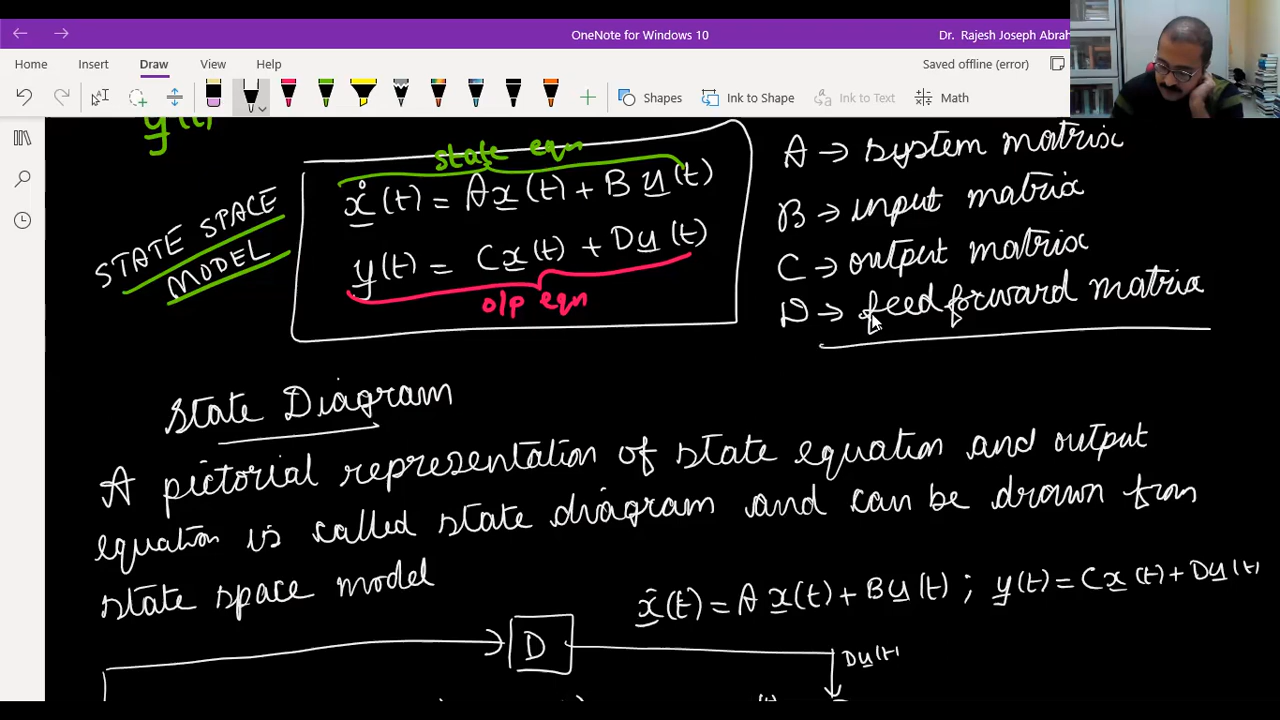 OneNote for Windows 10
Dr. Rajesh Joseph Abrah
Home Insert Draw View Help
Saved offline (error)
Shapes Ink to Shape Ink to Text Math
y(t)
STATE SPACE
MODEL
state eqn
ẋ(t) = Ax(t) + Bu(t)
y(t) = Cx(t) + Du(t)
o/p eqn
A → system matrix
B → input matrix
C → output matrix
D → feedforward matrix
State Diagram
A pictorial representation of state equation and output
equation is called state diagram and can be drawn from
state space model
ẋ(t) = Ax(t) + Bu(t) ; y(t) = Cx(t) + Du(t)
D
Du(t)